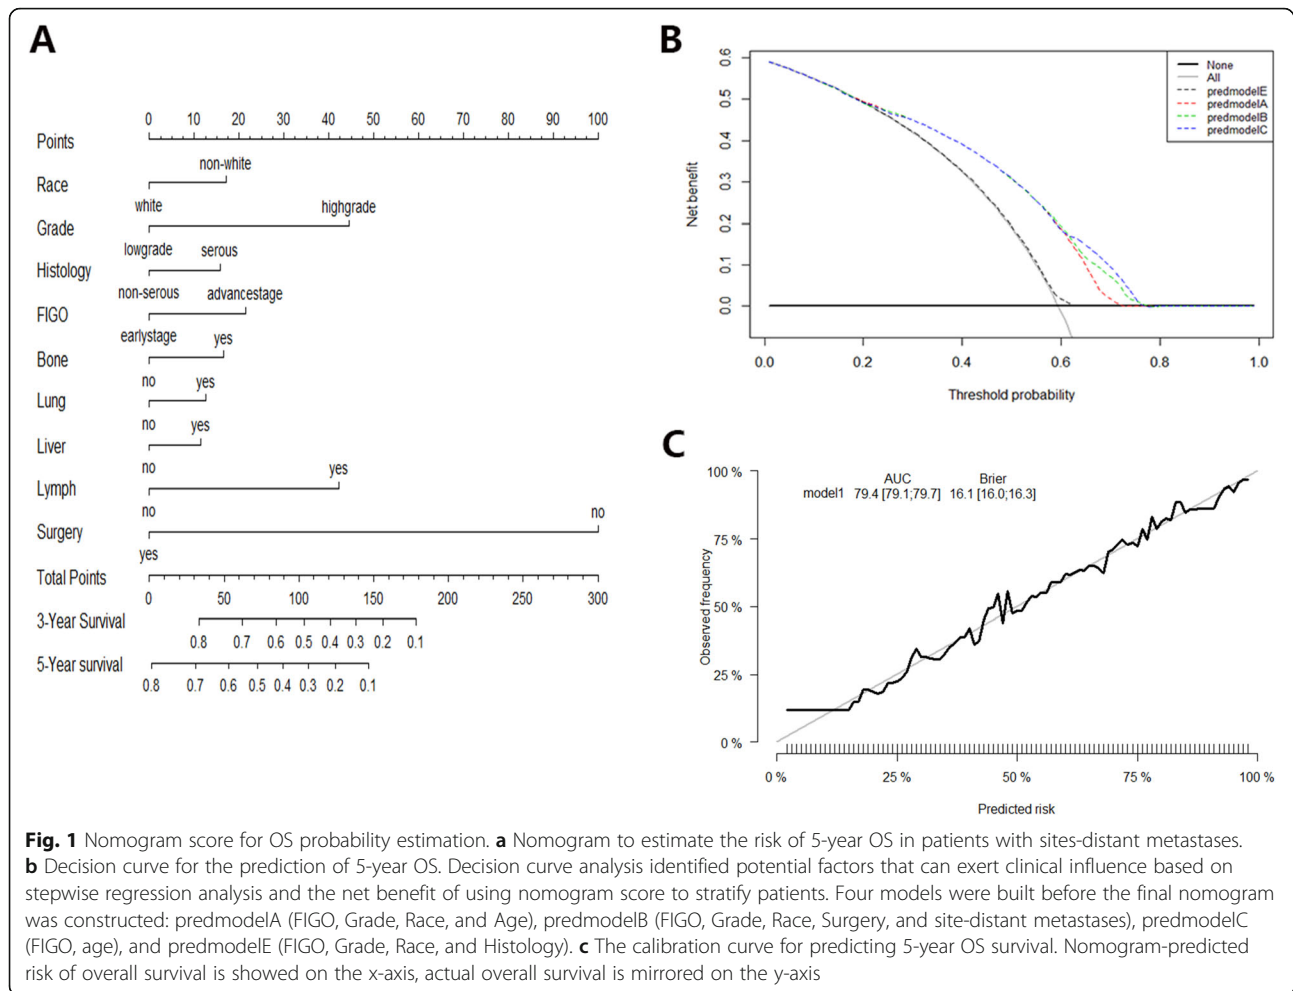 A
Points
0 10 20 30 40 50 60 70 80 90 100
non-white
Race
white
highgrade
Grade
lowgrade
serous
Histology
non-serous
advancestage
FIGO
earlystage
yes
Bone
no
yes
Lung
no
yes
Liver
no
yes
Lymph
no
no
Surgery
yes
Total Points
0 50 100 150 200 250 300
3-Year Survival
0.8 0.7 0.6 0.5 0.4 0.3 0.2 0.1
5-Year survival
0.8 0.7 0.6 0.5 0.4 0.3 0.2 0.1
B
Net benefit
0.6
0.5
0.4
0.3
0.2
0.1
0.0
None
All
predmodelE
predmodelA
predmodelB
predmodelC
0.0 0.2 0.4 0.6 0.8 1.0
Threshold probability
C
Observed frequency
100 %
75 %
50 %
25 %
0 %
AUC Brier
model1 79.4 [79.1;79.7] 16.1 [16.0;16.3]
0 % 25 % 50 % 75 % 100 %
Predicted risk
Fig. 1 Nomogram score for OS probability estimation. a Nomogram to estimate the risk of 5-year OS in patients with sites-distant metastases.
b Decision curve for the prediction of 5-year OS. Decision curve analysis identified potential factors that can exert clinical influence based on
stepwise regression analysis and the net benefit of using nomogram score to stratify patients. Four models were built before the final nomogram
was constructed: predmodelA (FIGO, Grade, Race, and Age), predmodelB (FIGO, Grade, Race, Surgery, and site-distant metastases), predmodelC
(FIGO, age), and predmodelE (FIGO, Grade, Race, and Histology). c The calibration curve for predicting 5-year OS survival. Nomogram-predicted
risk of overall survival is showed on the x-axis, actual overall survival is mirrored on the y-axis